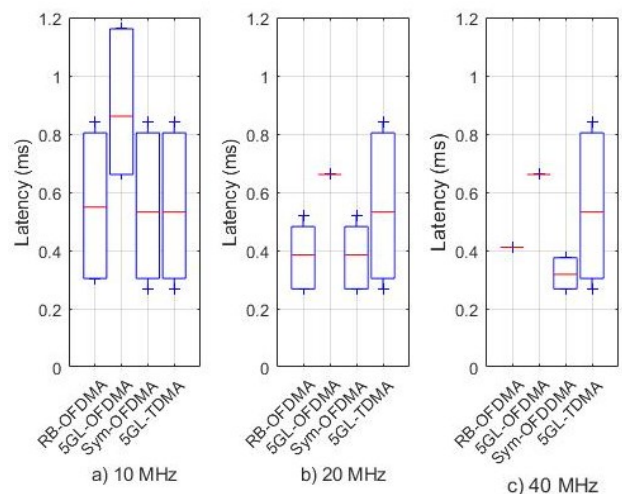 Latency (ms)
1.2
1
0.8
0.6
0.4
0.2
0
RB-OFDMA
5GL-OFDMA
Sym-OFDMA
5GL-TDMA
a) 10 MHz
Latency (ms)
1.2
1
0.8
0.6
0.4
0.2
0
RB-OFDMA
5GL-OFDMA
Sym-OFDMA
5GL-TDMA
b) 20 MHz
Latency (ms)
1.2
1
0.8
0.6
0.4
0.2
0
RB-OFDMA
5GL-OFDMA
Sym-OFDDMA
5GL-TDMA
c) 40 MHz